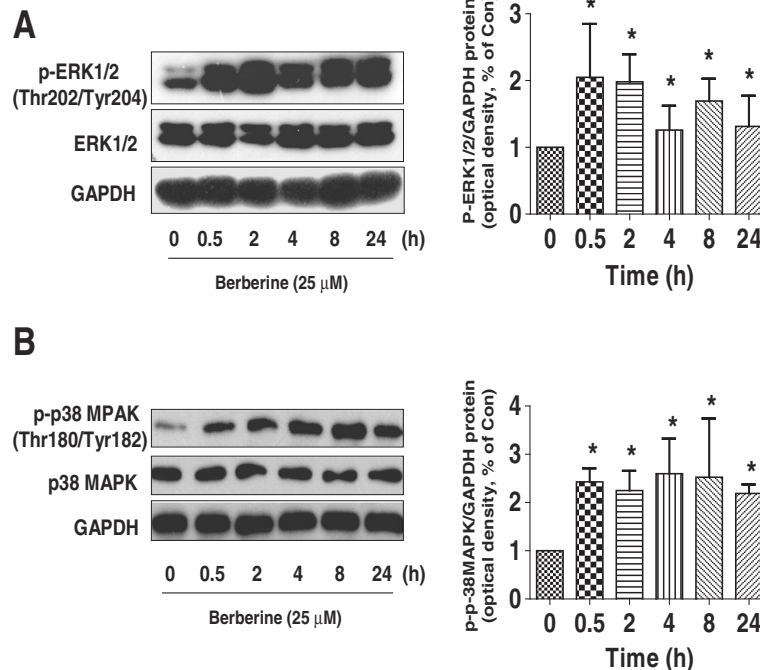 A
p-ERK1/2
(Thr202/Tyr204)
ERK1/2
GAPDH
0 0.5 2 4 8 24 (h)
Berberine (25 μM)
P-ERK1/2/GAPDH protein
(optical density, % of Con)
3
2
1
0
* * * * *
0 0.5 2 4 8 24
Time (h)
B
p-p38 MPAK
(Thr180/Tyr182)
p38 MAPK
GAPDH
0 0.5 2 4 8 24 (h)
Berberine (25 μM)
p-p-38MAPK/GAPDH protein
(optical density, % of Con)
4
3
2
1
0
* * * * *
0 0.5 2 4 8 24
Time (h)